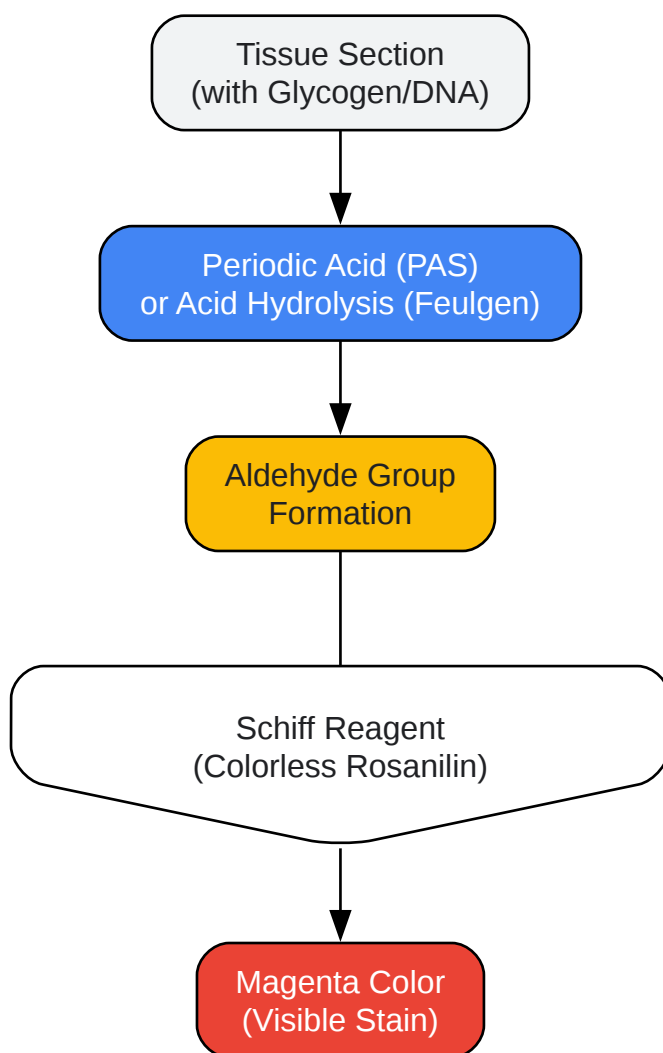 Tissue Section
(with Glycogen/DNA)
Periodic Acid (PAS)
or Acid Hydrolysis (Feulgen)
Aldehyde Group
Formation
Schiff Reagent
(Colorless Rosanilin)
Magenta Color
(Visible Stain)